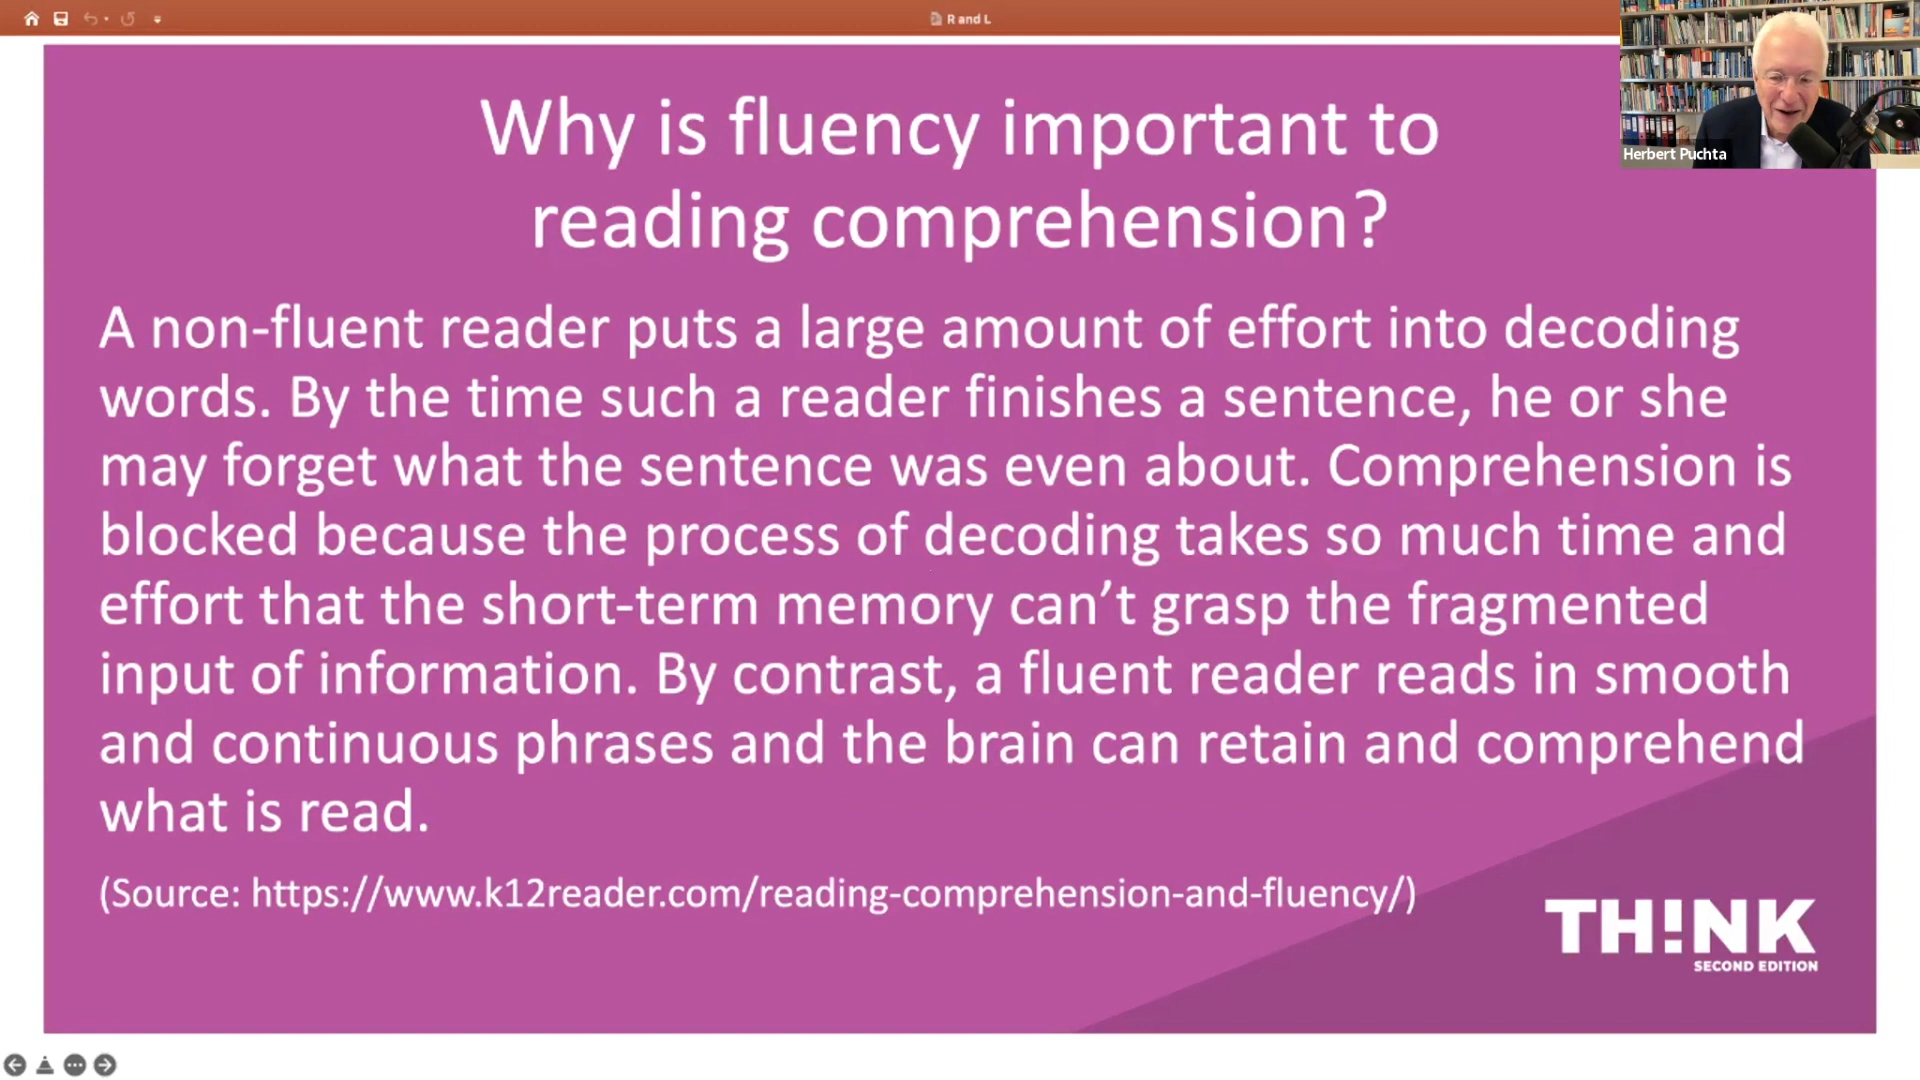 R and L
Herbert Puchta
Why is fluency important to
reading comprehension?
A non-fluent reader puts a large amount of effort into decoding
words. By the time such a reader finishes a sentence, he or she
may forget what the sentence was even about. Comprehension is
blocked because the process of decoding takes so much time and
effort that the short-term memory can’t grasp the fragmented
input of information. By contrast, a fluent reader reads in smooth
and continuous phrases and the brain can retain and comprehend
what is read.
(Source: https://www.k12reader.com/reading-comprehension-and-fluency/)
TH!NK
SECOND EDITION